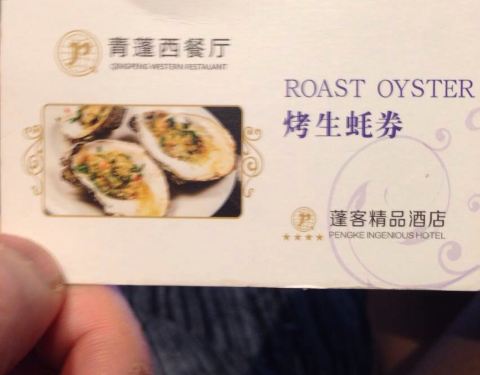 青蓬西餐厅
QINGPENG WESTERN RESTAURANT
ROAST OYSTER
烤生蚝券
蓬客精品酒店
PENGKE INGENIOUS HOTEL